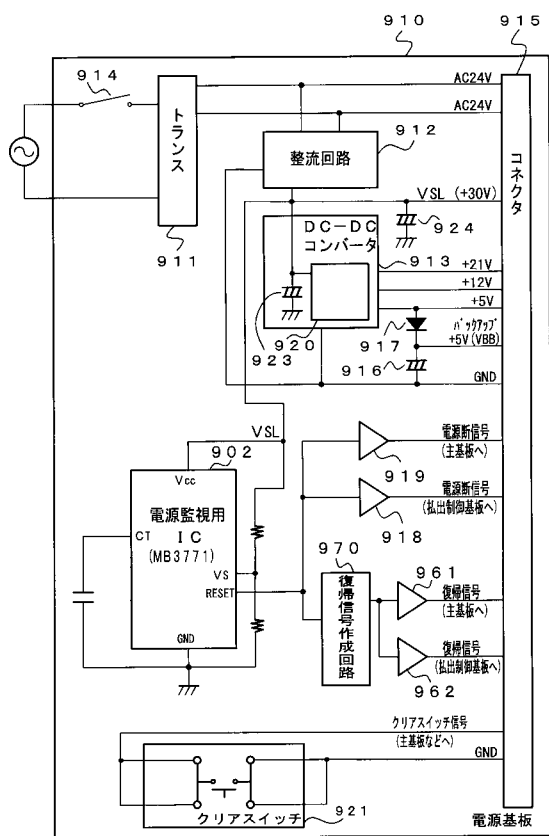 910
915
914
AC24V
AC24V
トランス
コネクタ
整流回路
912
VSL (+30V)
911
924
DC-DC
コンバータ
913
+21V
+12V
+5V
917
バックアップ
+5V(VBB)
923
920
916
GND
VSL
902
Vcc
電源監視用
IC
(MB3771)
CT
VS
RESET
GND
919
電源断信号
(主基板へ)
918
電源断信号
(払出制御基板へ)
970
復帰信号作成回路
961
復帰信号
(主基板へ)
962
復帰信号
(払出制御基板へ)
クリアスイッチ信号
(主基板などへ)
GND
クリアスイッチ
921
電源基板